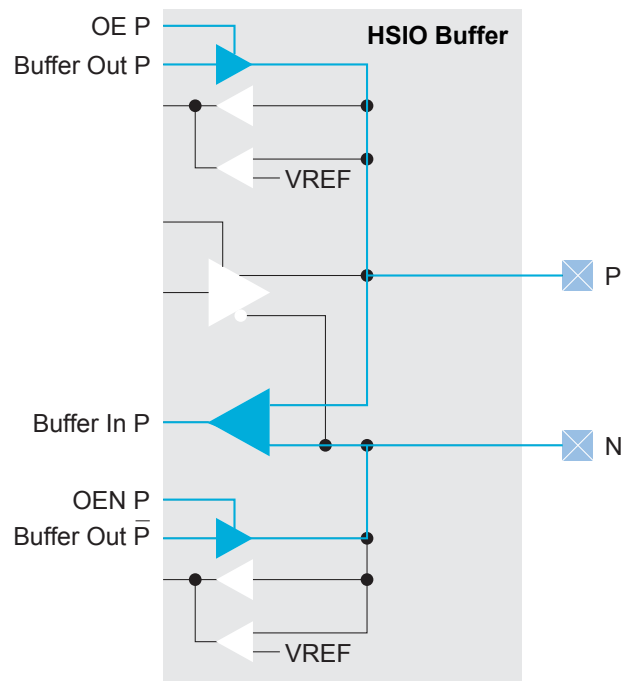 OE P
HSIO Buffer
Buffer Out P
VREF
P
Buffer In P
N
OEN P
Buffer Out P̅
VREF